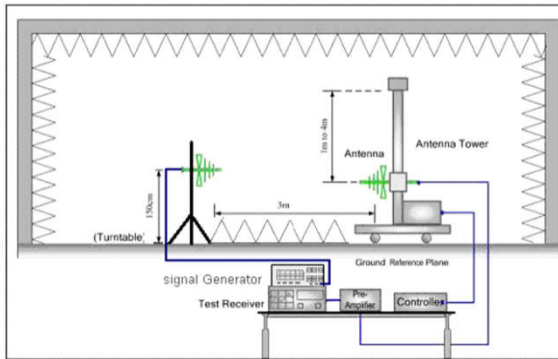 1m to 4m
Antenna
Antenna Tower
150cm
3m
(Turntable)
Ground Reference Plane
signal Generator
Test Receiver
Pre-
Amplifier
Controller